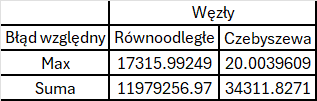 Węzły
Błąd względny Równoodległe Czebyszewa
Max 17315.99249 20.0039609
Suma 11979256.97 34311.8271